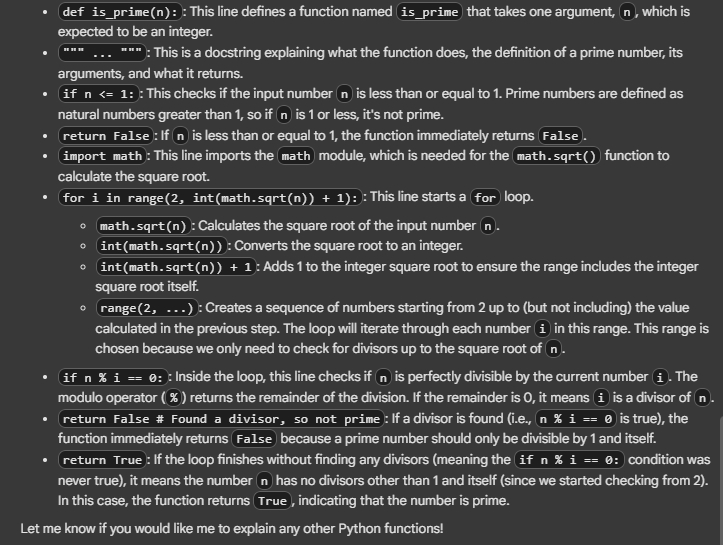 def is_prime(n): : This line defines a function named is_prime that takes one argument, n , which is
expected to be an integer.
""" ... """ : This is a docstring explaining what the function does, the definition of a prime number, its
arguments, and what it returns.
if n <= 1: : This checks if the input number n is less than or equal to 1. Prime numbers are defined as
natural numbers greater than 1, so if n is 1 or less, it's not prime.
return False : If n is less than or equal to 1, the function immediately returns False .
import math : This line imports the math module, which is needed for the math.sqrt() function to
calculate the square root.
for i in range(2, int(math.sqrt(n)) + 1): : This line starts a for loop.
math.sqrt(n) : Calculates the square root of the input number n .
int(math.sqrt(n)) : Converts the square root to an integer.
int(math.sqrt(n)) + 1 : Adds 1 to the integer square root to ensure the range includes the integer
square root itself.
range(2, ...) : Creates a sequence of numbers starting from 2 up to (but not including) the value
calculated in the previous step. The loop will iterate through each number i in this range. This range is
chosen because we only need to check for divisors up to the square root of n .
if n % i == 0: : Inside the loop, this line checks if n is perfectly divisible by the current number i . The
modulo operator ( % ) returns the remainder of the division. If the remainder is 0, it means i is a divisor of n .
return False # Found a divisor, so not prime : If a divisor is found (i.e., n % i == 0 is true), the
function immediately returns False because a prime number should only be divisible by 1 and itself.
return True : If the loop finishes without finding any divisors (meaning the if n % i == 0: condition was
never true), it means the number n has no divisors other than 1 and itself (since we started checking from 2).
In this case, the function returns True , indicating that the number is prime.
Let me know if you would like me to explain any other Python functions!